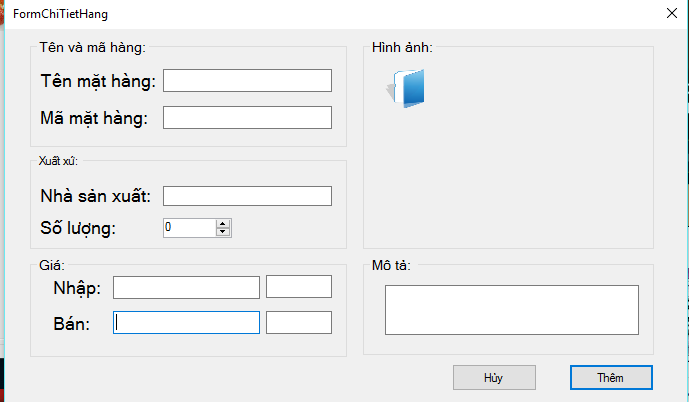 FormChiTietHang
Tên và mã hàng:
Tên mặt hàng:
Mã mặt hàng:
Xuất xứ:
Nhà sản xuất:
Số lượng:
0
Giá:
Nhập:
Bán:
Hình ảnh:
Mô tả:
Hủy
Thêm